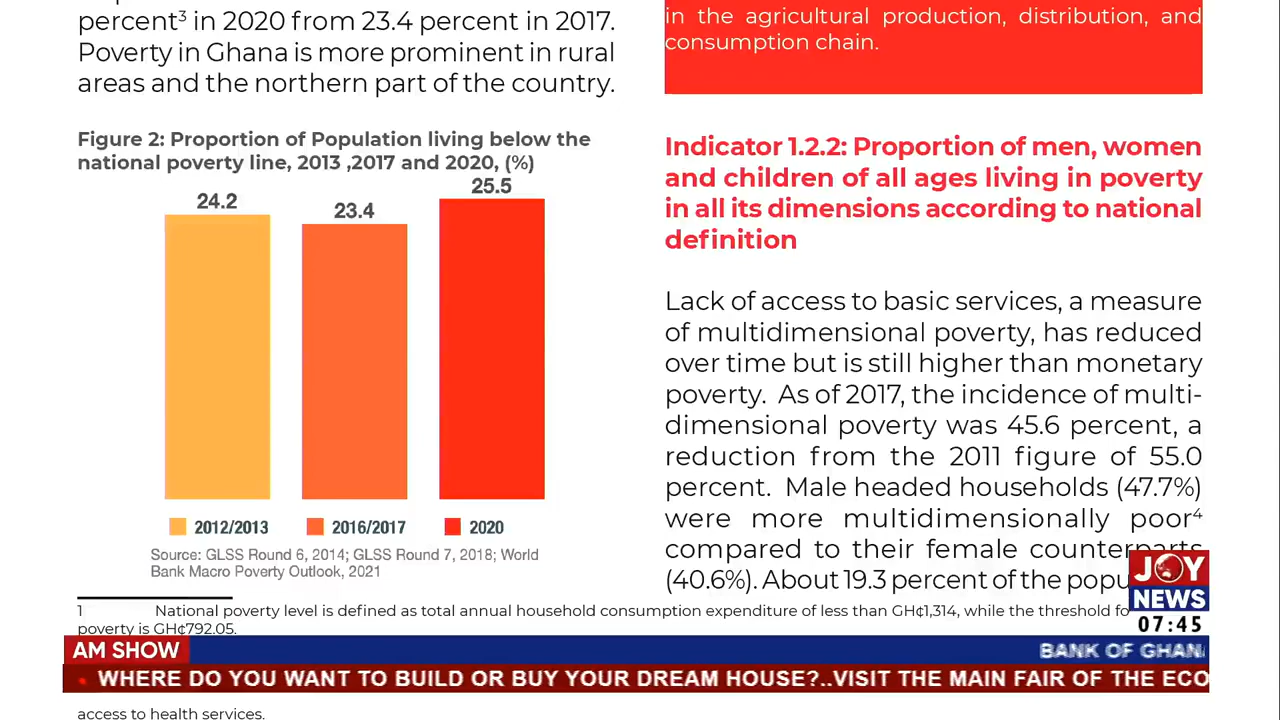 percent³ in 2020 from 23.4 percent in 2017.
Poverty in Ghana is more prominent in rural
areas and the northern part of the country.
Figure 2: Proportion of Population living below the
national poverty line, 2013 ,2017 and 2020, (%)
24.2
23.4
25.5
2012/2013
2016/2017
2020
Source: GLSS Round 6, 2014; GLSS Round 7, 2018; World
Bank Macro Poverty Outlook, 2021
in the agricultural production, distribution, and
consumption chain.
Indicator 1.2.2: Proportion of men, women
and children of all ages living in poverty
in all its dimensions according to national
definition
Lack of access to basic services, a measure
of multidimensional poverty, has reduced
over time but is still higher than monetary
poverty. As of 2017, the incidence of multi-
dimensional poverty was 45.6 percent, a
reduction from the 2011 figure of 55.0
percent. Male headed households (47.7%)
were more multidimensionally poor⁴
compared to their female counterparts
(40.6%). About 19.3 percent of the popu
1 National poverty level is defined as total annual household consumption expenditure of less than GH¢1,314, while the threshold fo
poverty is GH¢792.05.
JOY
NEWS
07:45
AM SHOW
BANK OF GHAN
WHERE DO YOU WANT TO BUILD OR BUY YOUR DREAM HOUSE?..VISIT THE MAIN FAIR OF THE ECO
access to health services.